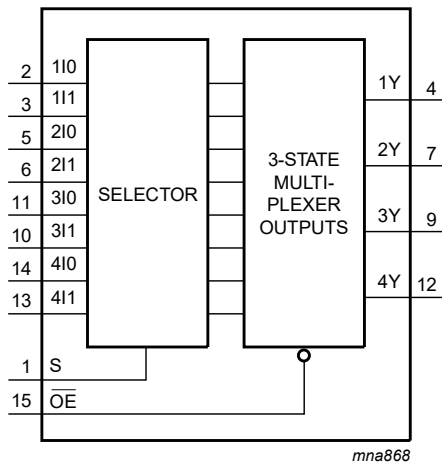 2 1I0
3 1I1
5 2I0
6 2I1
11 3I0
10 3I1
14 4I0
13 4I1
1 S
15 OE
SELECTOR
3-STATE
MULTI-
PLEXER
OUTPUTS
1Y 4
2Y 7
3Y 9
4Y 12
mna868